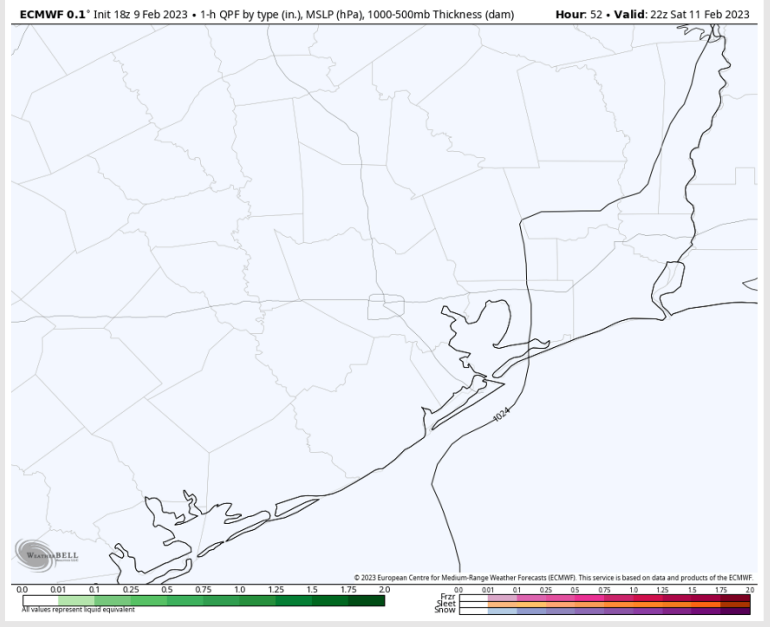 ECMWF 0.1° Init 18z 9 Feb 2023 • 1-h QPF by type (in.), MSLP (hPa), 1000-500mb Thickness (dam) Hour: 52 • Valid: 22z Sat 11 Feb 2023
1024
WEATHERBELL
© 2023 European Centre for Medium-Range Weather Forecasts (ECMWF). This service is based on data and products of the ECMWF.
0.0 0.01 0.1 0.25 0.5 0.75 1.0 1.25 1.5 1.75 2.0
All values represent liquid equivalent
0.0 0.01 0.1 0.25 0.5 0.75 1.0 1.25 1.5 1.75 2.0
Frzr
Sleet
Snow